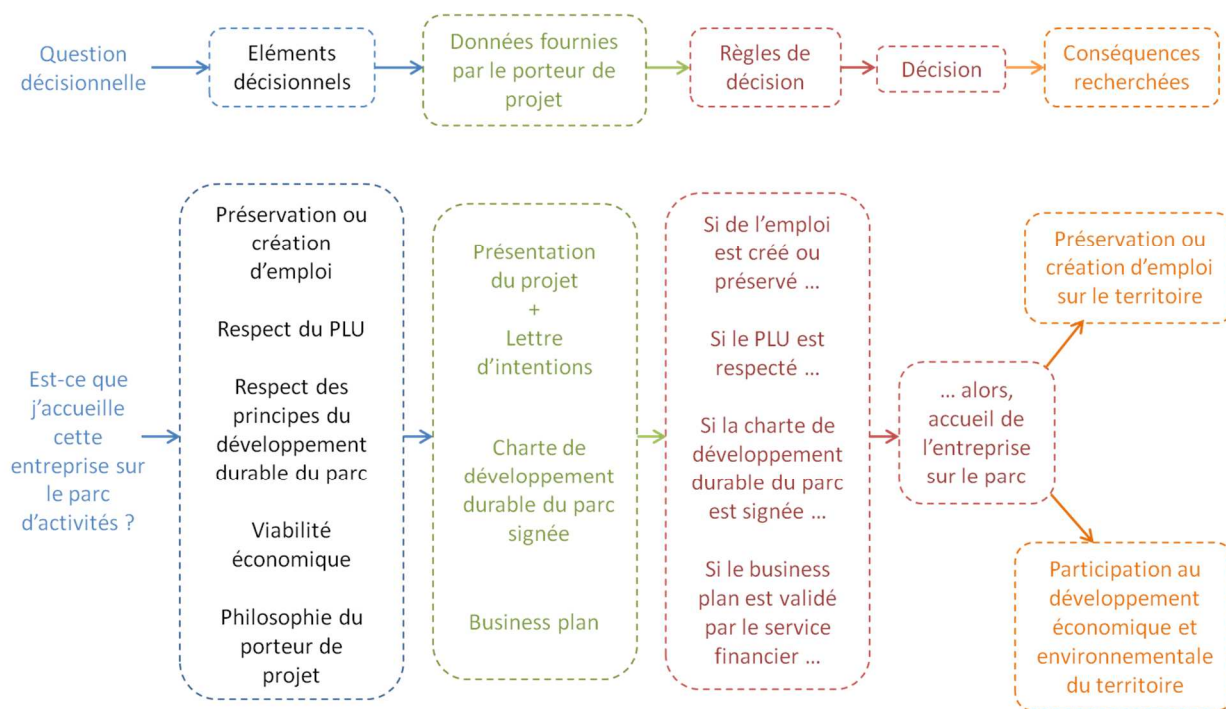 Question
décisionnelle
Eléments
décisionnels
Données fournies
par le porteur de
projet
Règles de
décision
Décision
Conséquences
recherchées
Est-ce que
j’accueille
cette
entreprise sur
le parc
d’activités ?
Préservation ou
création
d’emploi
Respect du PLU
Respect des
principes du
développement
durable du parc
Viabilité
économique
Philosophie du
porteur de
projet
Présentation
du projet
+
Lettre
d’intentions
Charte de
développement
durable du parc
signée
Business plan
Si de l’emploi
est créé ou
préservé ...
Si le PLU est
respecté ...
Si la charte de
développement
durable du parc
est signée ...
Si le business
plan est validé
par le service
financier ...
... alors,
accueil de
l’entreprise
sur le parc
Préservation ou
création d’emploi
sur le territoire
Participation au
développement
économique et
environnementale
du territoire